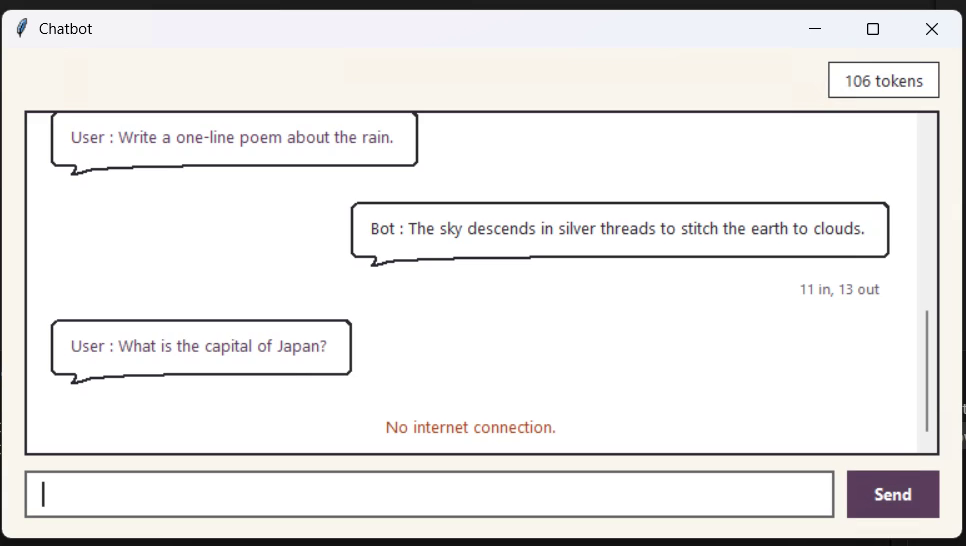 Chatbot
106 tokens
User : Write a one-line poem about the rain.
Bot : The sky descends in silver threads to stitch the earth to clouds.
11 in, 13 out
User : What is the capital of Japan?
No internet connection.
Send